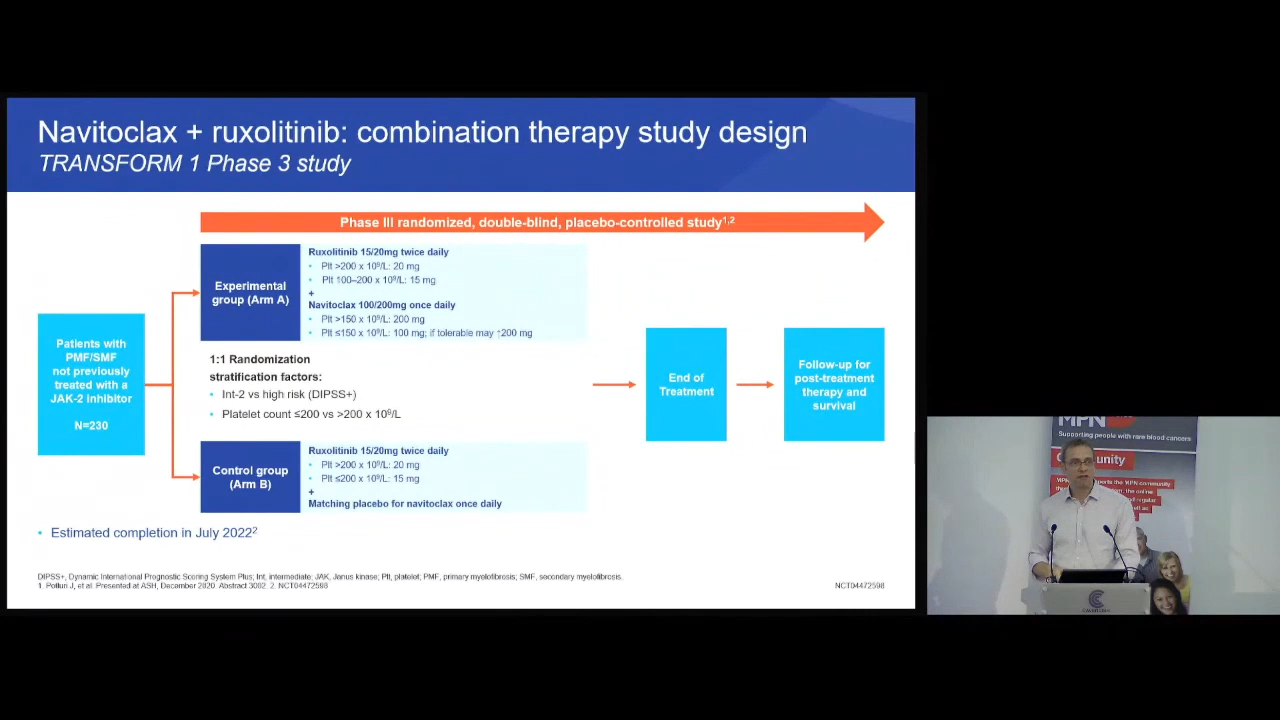 Navitoclax + ruxolitinib: combination therapy study design
TRANSFORM 1 Phase 3 study
Phase III randomized, double-blind, placebo-controlled study1,2
Patients with
PMF/SMF
not previously
treated with a
JAK-2 inhibitor
N=230
Experimental
group (Arm A)
Ruxolitinib 15/20mg twice daily
• Plt >200 x 10⁹/L: 20 mg
• Plt 100–200 x 10⁹/L: 15 mg
+
Navitoclax 100/200mg once daily
• Plt >150 x 10⁹/L: 200 mg
• Plt ≤150 x 10⁹/L: 100 mg; if tolerable may ↑200 mg
1:1 Randomization
stratification factors:
• Int-2 vs high risk (DIPSS+)
• Platelet count ≤200 vs >200 x 10⁹/L
Control group
(Arm B)
Ruxolitinib 15/20mg twice daily
• Plt >200 x 10⁹/L: 20 mg
• Plt ≤200 x 10⁹/L: 15 mg
+
Matching placebo for navitoclax once daily
End of
Treatment
Follow-up for
post-treatment
therapy and
survival
• Estimated completion in July 2022²
DIPSS+, Dynamic International Prognostic Scoring System Plus; Int, intermediate; JAK, Janus kinase; Plt, platelet; PMF, primary myelofibrosis; SMF, secondary myelofibrosis.
1. Potluri J, et al. Presented at ASH, December 2020. Abstract 3002. 2. NCT04472598
NCT04472598
MPN
Supporting people with rare blood cancers